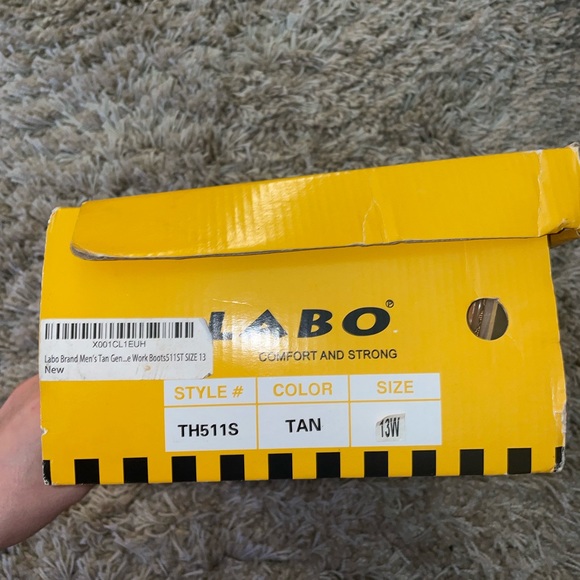 LABO®
COMFORT AND STRONG
X001CL1EUH
Labo Brand Men's Tan Gen...e Work Boots511ST SIZE 13
New
STYLE # COLOR SIZE
TH511S TAN 13W